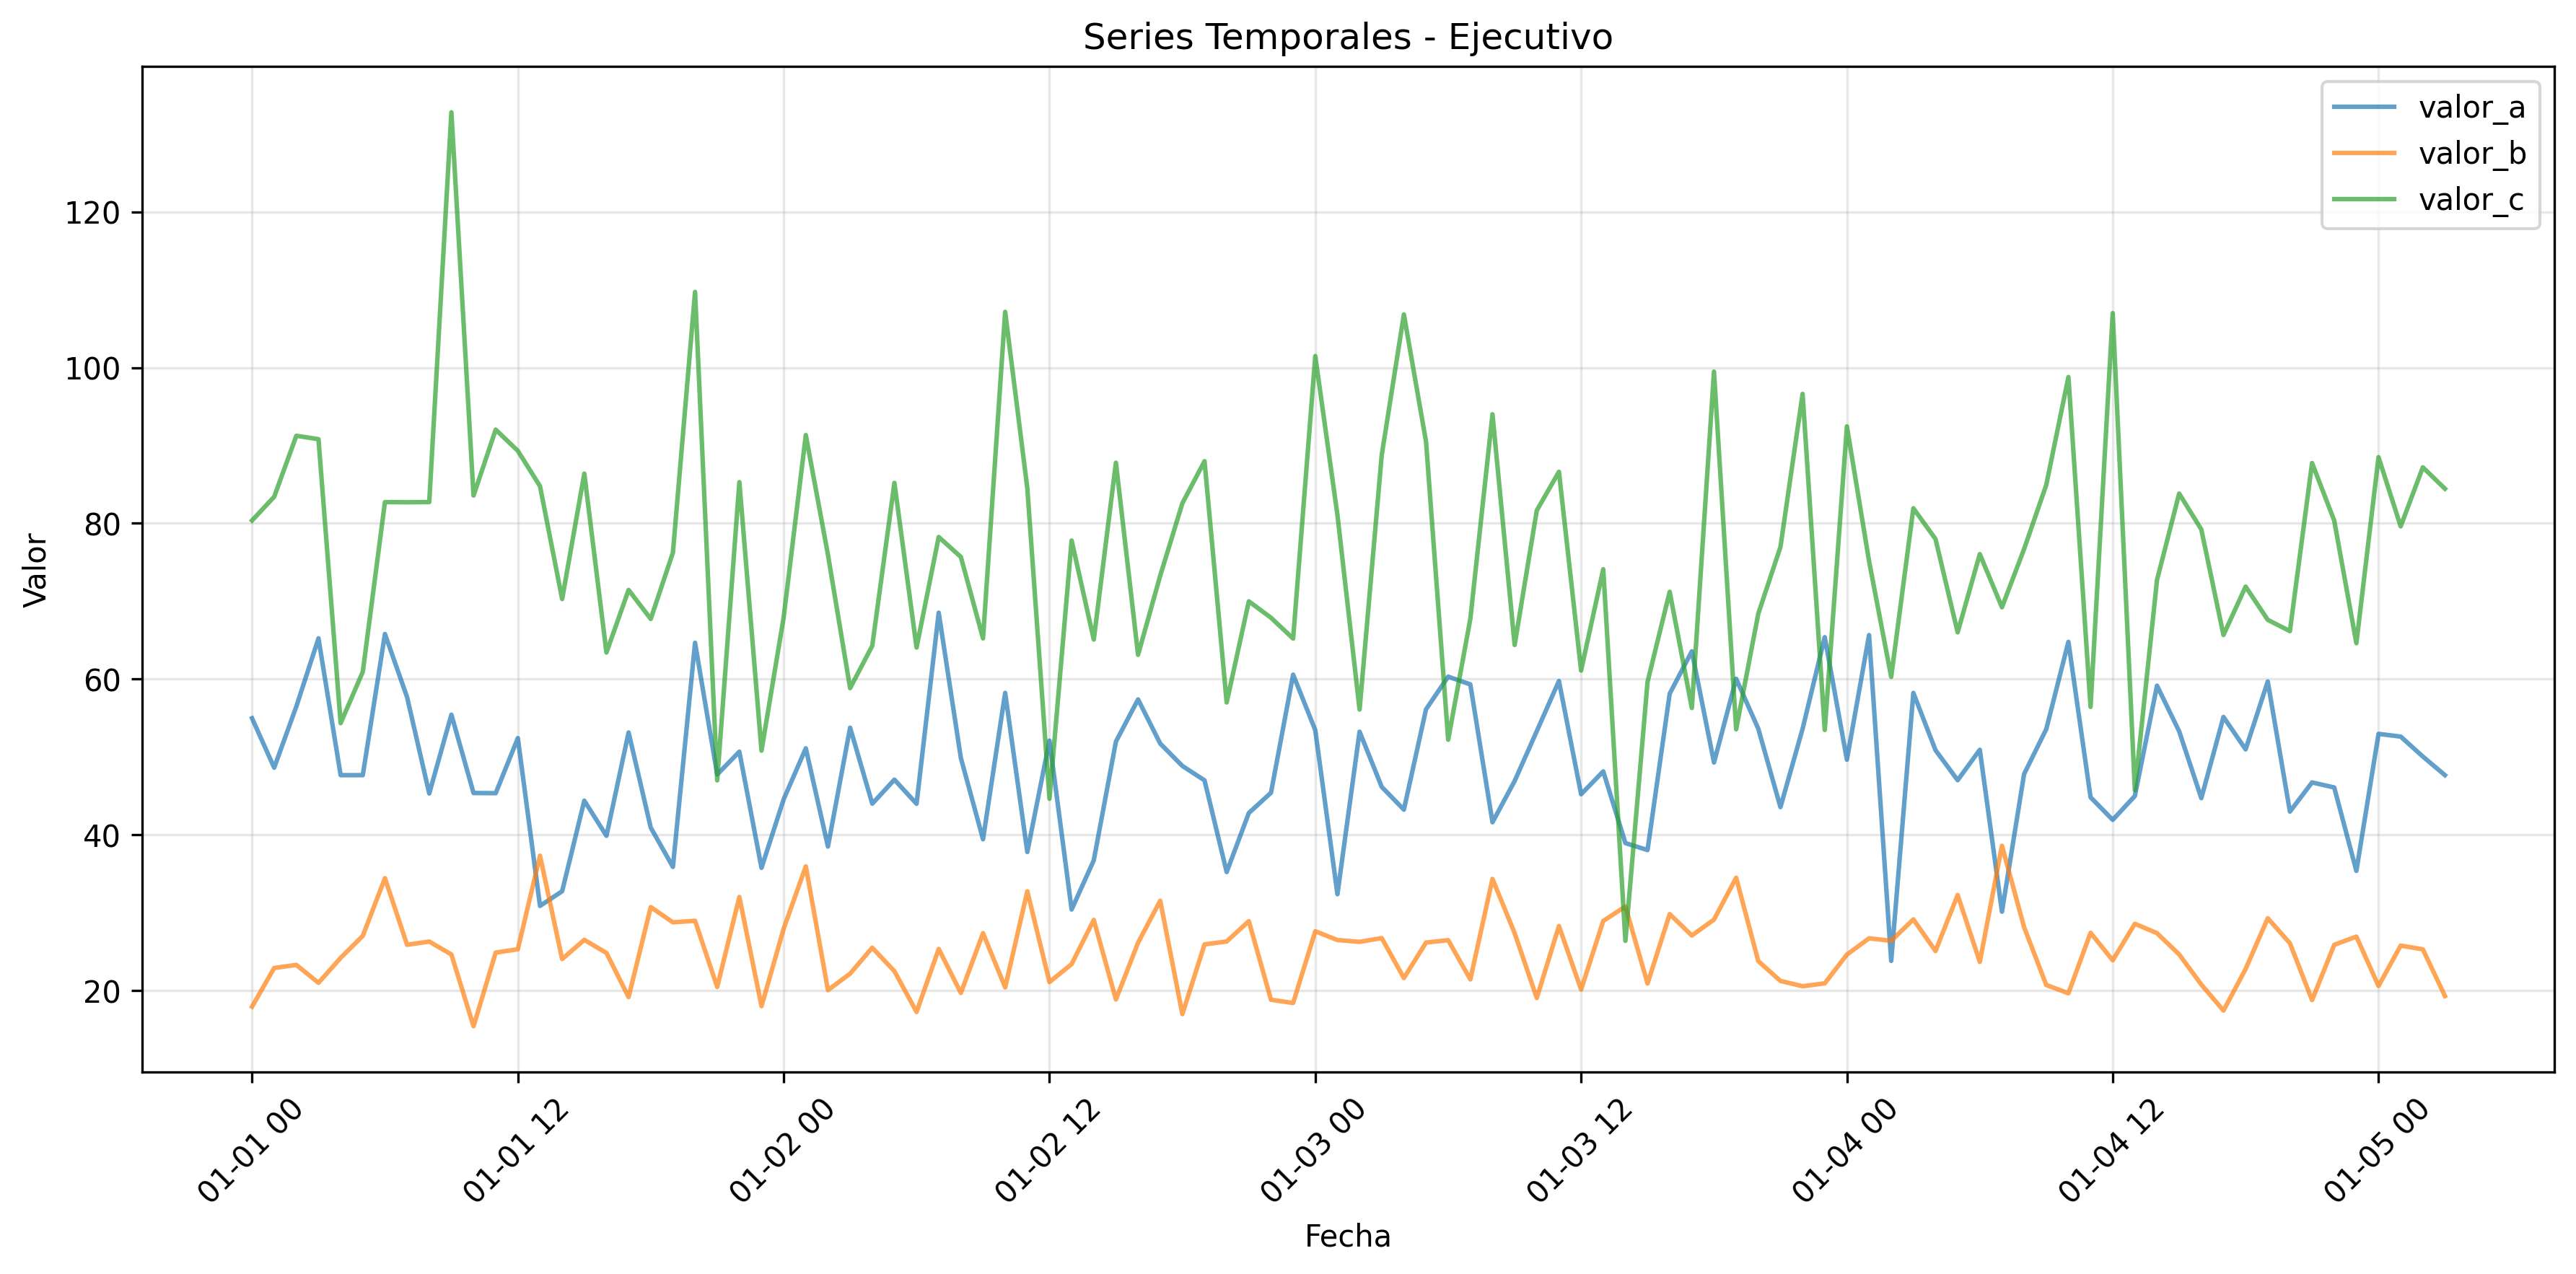 Series Temporales - Ejecutivo
valor_a
valor_b
valor_c
Valor
120
100
80
60
40
20
01-01 00
01-01 12
01-02 00
01-02 12
01-03 00
01-03 12
01-04 00
01-04 12
01-05 00
Fecha